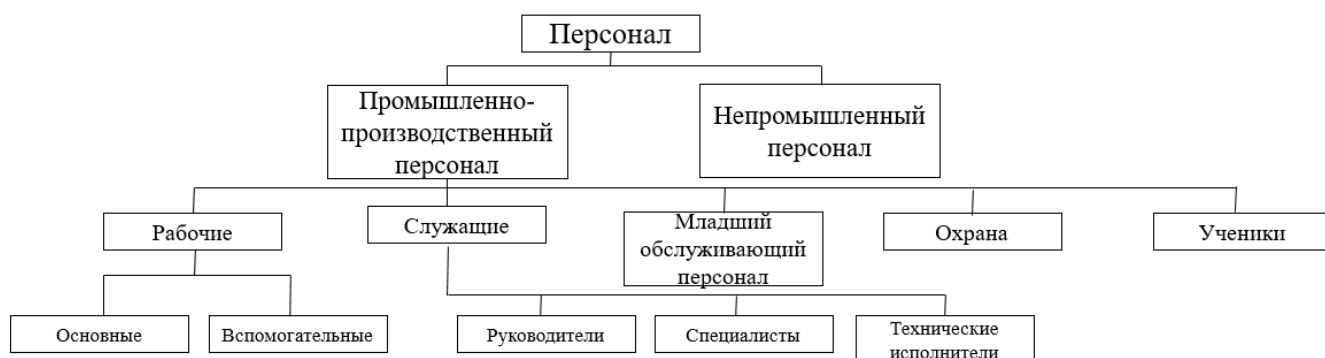 Персонал
Промышленно-
производственный
персонал
Непромышленный
персонал
Рабочие
Служащие
Младший
обслуживающий
персонал
Охрана
Ученики
Основные
Вспомогательные
Руководители
Специалисты
Технические
исполнители